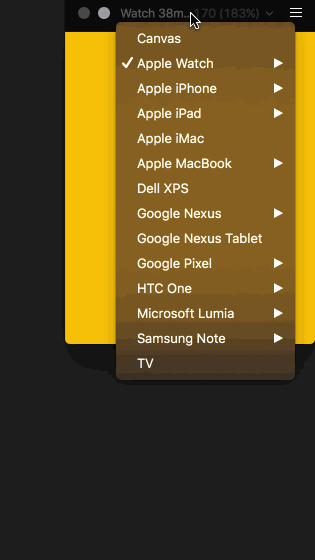 Watch 38m...170 (183%)
Canvas
Apple Watch
Apple iPhone
Apple iPad
Apple iMac
Apple MacBook
Dell XPS
Google Nexus
Google Nexus Tablet
Google Pixel
HTC One
Microsoft Lumia
Samsung Note
TV